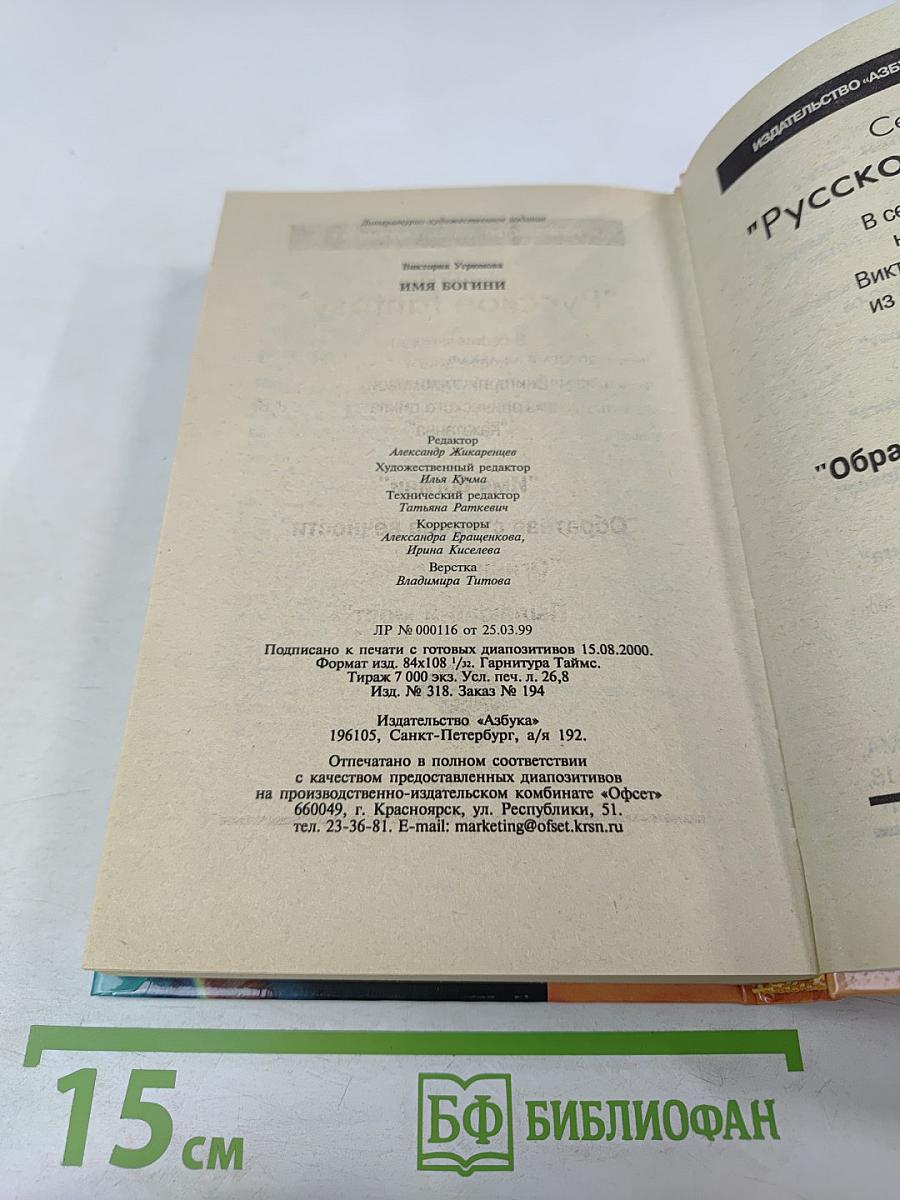 Литературно-художественное издание
Виктория Угрюмова
ИМЯ БОГИНИ
Редактор
Александр Жикаренцев
Художественный редактор
Илья Кучма
Технический редактор
Татьяна Раткевич
Корректоры
Александра Еращенкова,
Ирина Киселева
Верстка
Владимира Титова
ЛР № 000116 от 25.03.99
Подписано к печати с готовых диапозитивов 15.08.2000.
Формат изд. 84x108 1/32. Гарнитура Таймс.
Тираж 7 000 экз. Усл. печ. л. 26,8
Изд. № 318. Заказ № 194
Издательство «Азбука»
196105, Санкт-Петербург, а/я 192.
Отпечатано в полном соответствии
с качеством предоставленных диапозитивов
на производственно-издательском комбинате «Офсет»
660049, г. Красноярск, ул. Республики, 51.
тел. 23-36-81. E-mail: marketing@ofset.krsn.ru
ИЗДАТЕЛЬСТВО «АЗБ
Се
"Русско
В се
Викт
из
"Обра
15 см
БФ БИБЛИОФАН